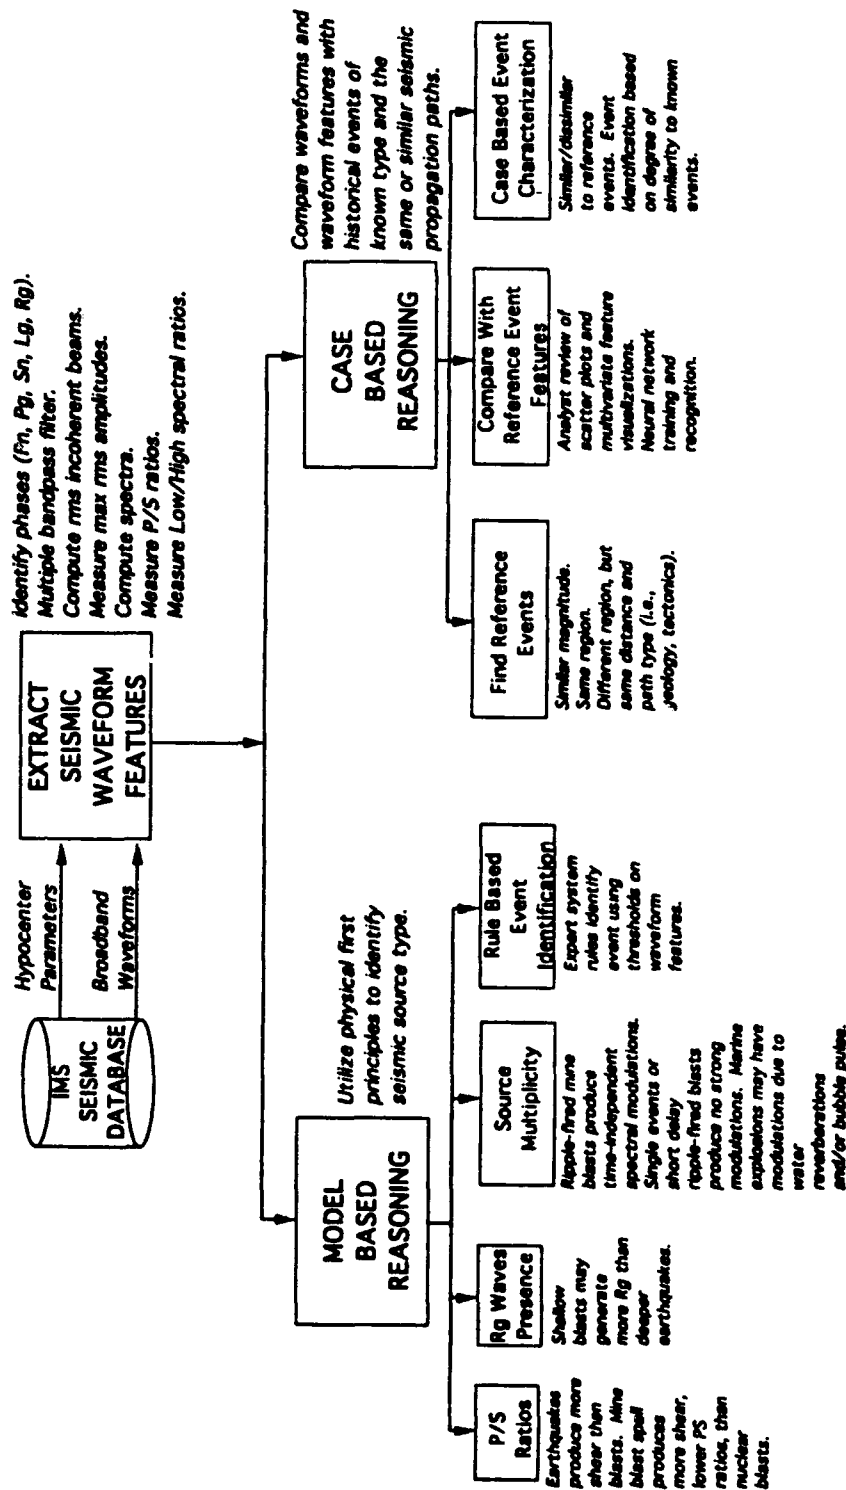 IMS
SEISMIC
DATABASE
Hypocenter
Parameters
Broadband
Waveforms
EXTRACT
SEISMIC
WAVEFORM
FEATURES
Identify phases (Pn, Pg, Sn, Lg, Rg).
Multiple bandpass filter.
Compute rms incoherent beams.
Measure max rms amplitudes.
Compute spectra.
Measure P/S ratios.
Measure Low/High spectral ratios.
MODEL
BASED
REASONING
Utilize physical first
principles to identify
seismic source type.
CASE
BASED
REASONING
Compare waveforms and
waveform features with
historical events of
known type and the
same or similar seismic
propagation paths.
P/S
Ratios
Earthquakes
produce more
shear than
blasts. Mine
blast spall
produces
more shear,
lower PS
ratios, than
nuclear
blasts.
Rg Waves
Presence
Shallow
blasts may
generate
more Rg than
deeper
earthquakes.
Source
Multiplicity
Ripple-fired mine
blasts produce
time-independent
spectral modulations.
Single events or
short delay
ripple-fired blasts
produce no strong
modulations. Marine
explosions may have
modulations due to
water
reverberations
and/or bubble pules.
Rule Based
Event
Identification
Expert system
rules identify
event using
thresholds on
waveform
features.
Find Reference
Events
Similar magnitude.
Same region.
Different region, but
same distance and
path type (i.e.,
geology, tectonics).
Compare With
Reference Event
Features
Analyst review of
scatter plots and
multivariate feature
visualizations.
Neural network
training and
recognition.
Case Based Event
Characterization
Similar/dissimilar
to reference
events. Event
identification based
on degree of
similarity to known
events.